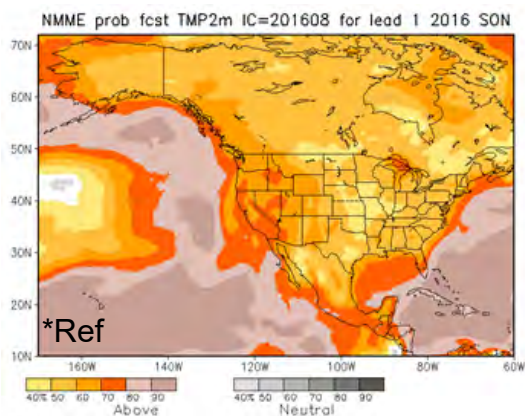 NMME prob fcst TMP2m IC=201608 for lead 1 2016 SON
70N
60N
50N
40N
30N
20N
10N
*Ref
160W 140W 120W 100W 80W 60W
40% 50 60 70 80 90 40% 50 60 70 80 90
Above Neutral